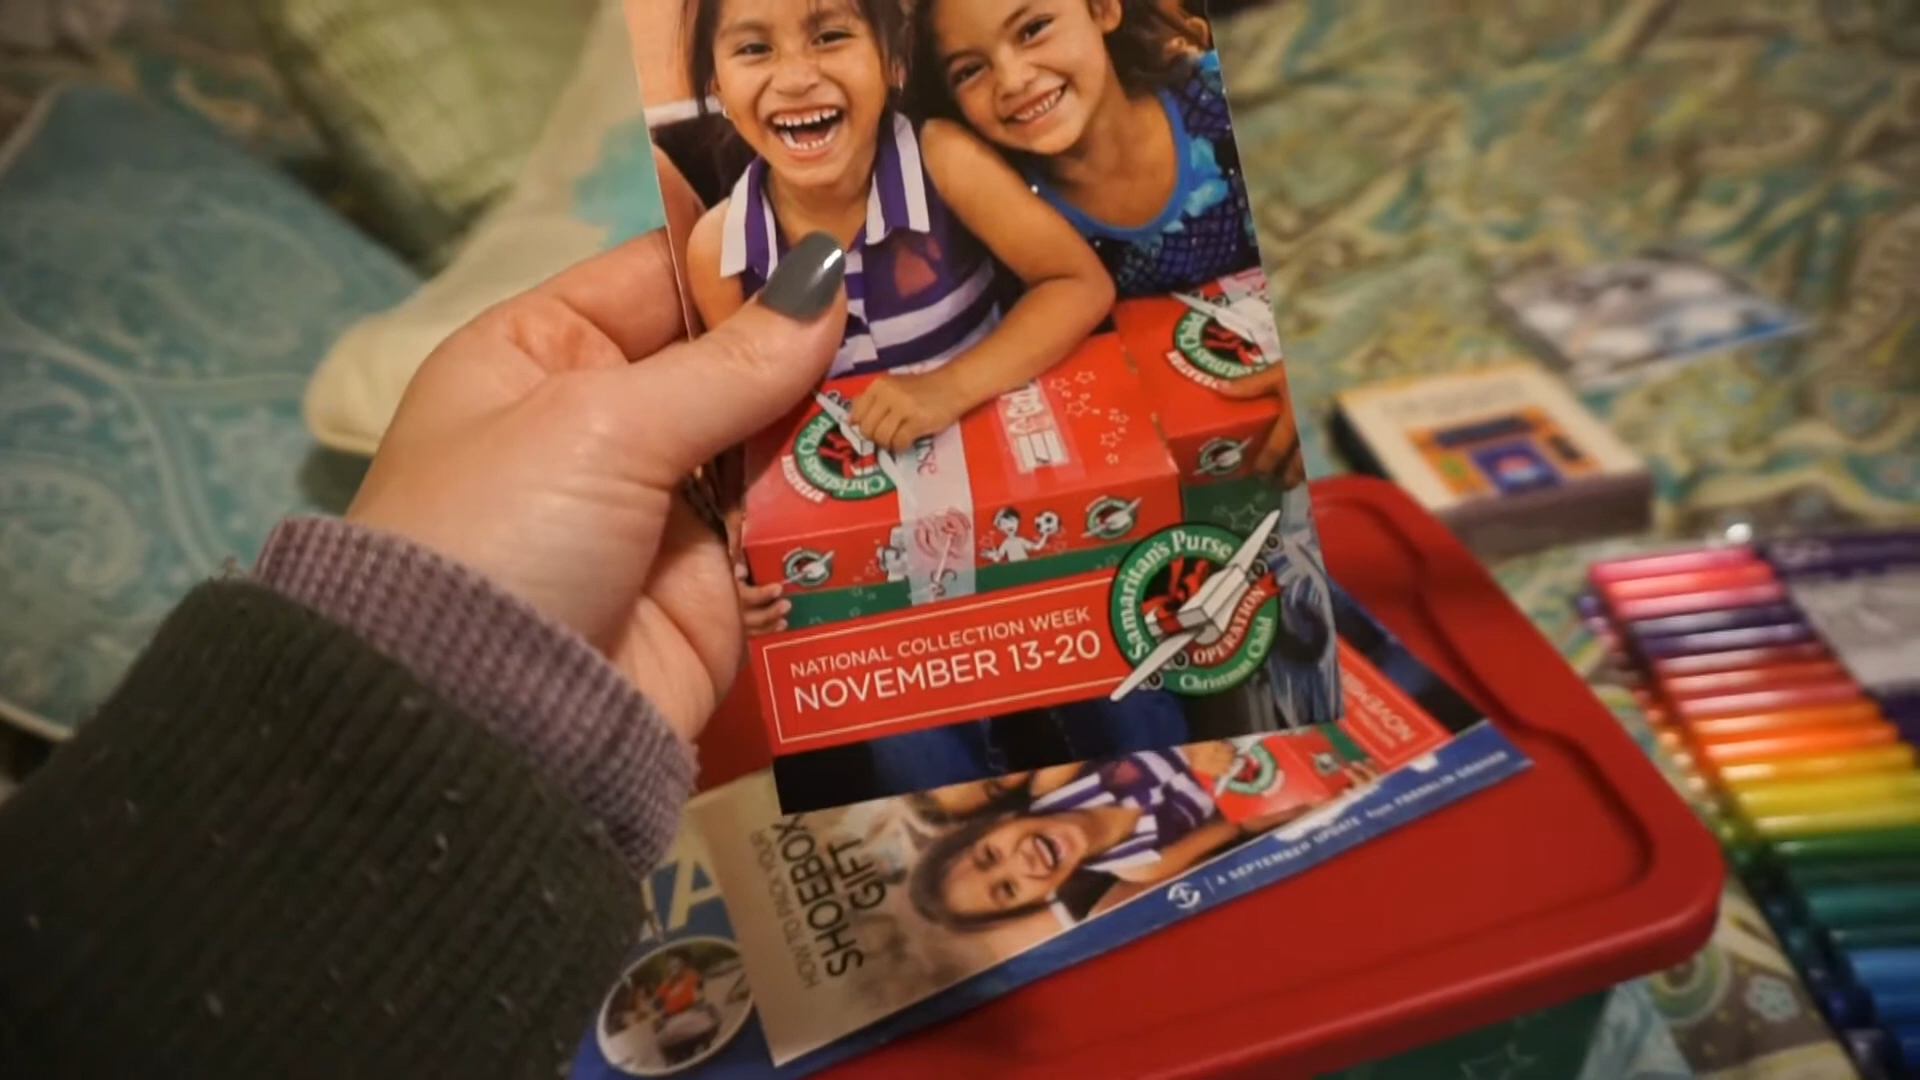 NATIONAL COLLECTION WEEK
NOVEMBER 13-20
Samaritan's Purse
OPERATION
Christmas Child
HOW TO PACK YOUR
SHOEBOX
GIFT
A SEPTEMBER UPDATE from FRANKLIN GRAHAM